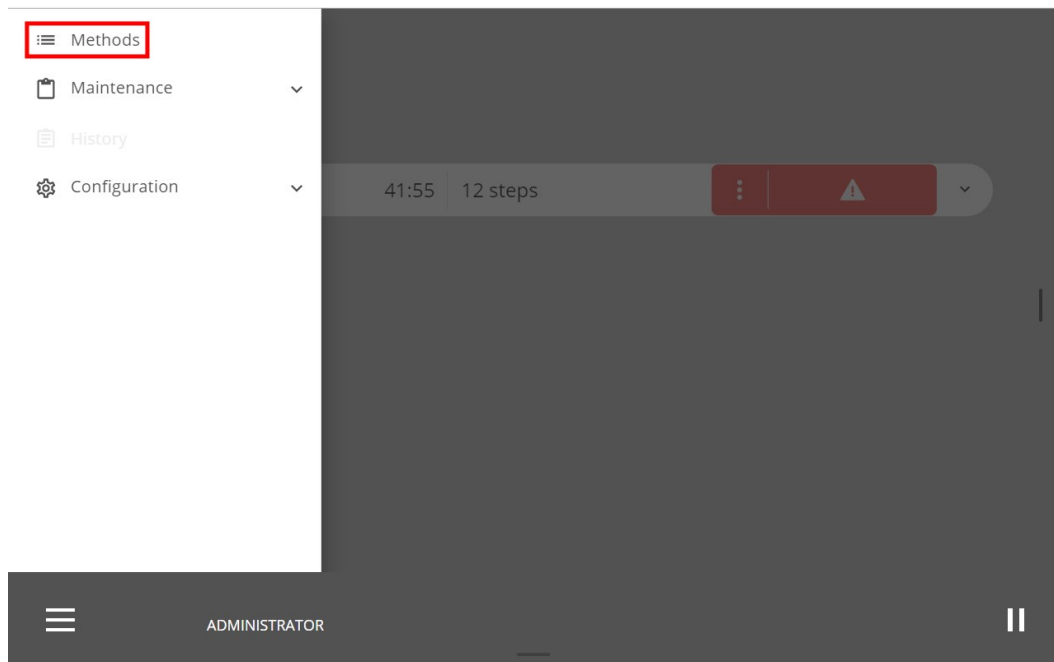 Methods
Maintenance
History
Configuration
41:55 12 steps
ADMINISTRATOR